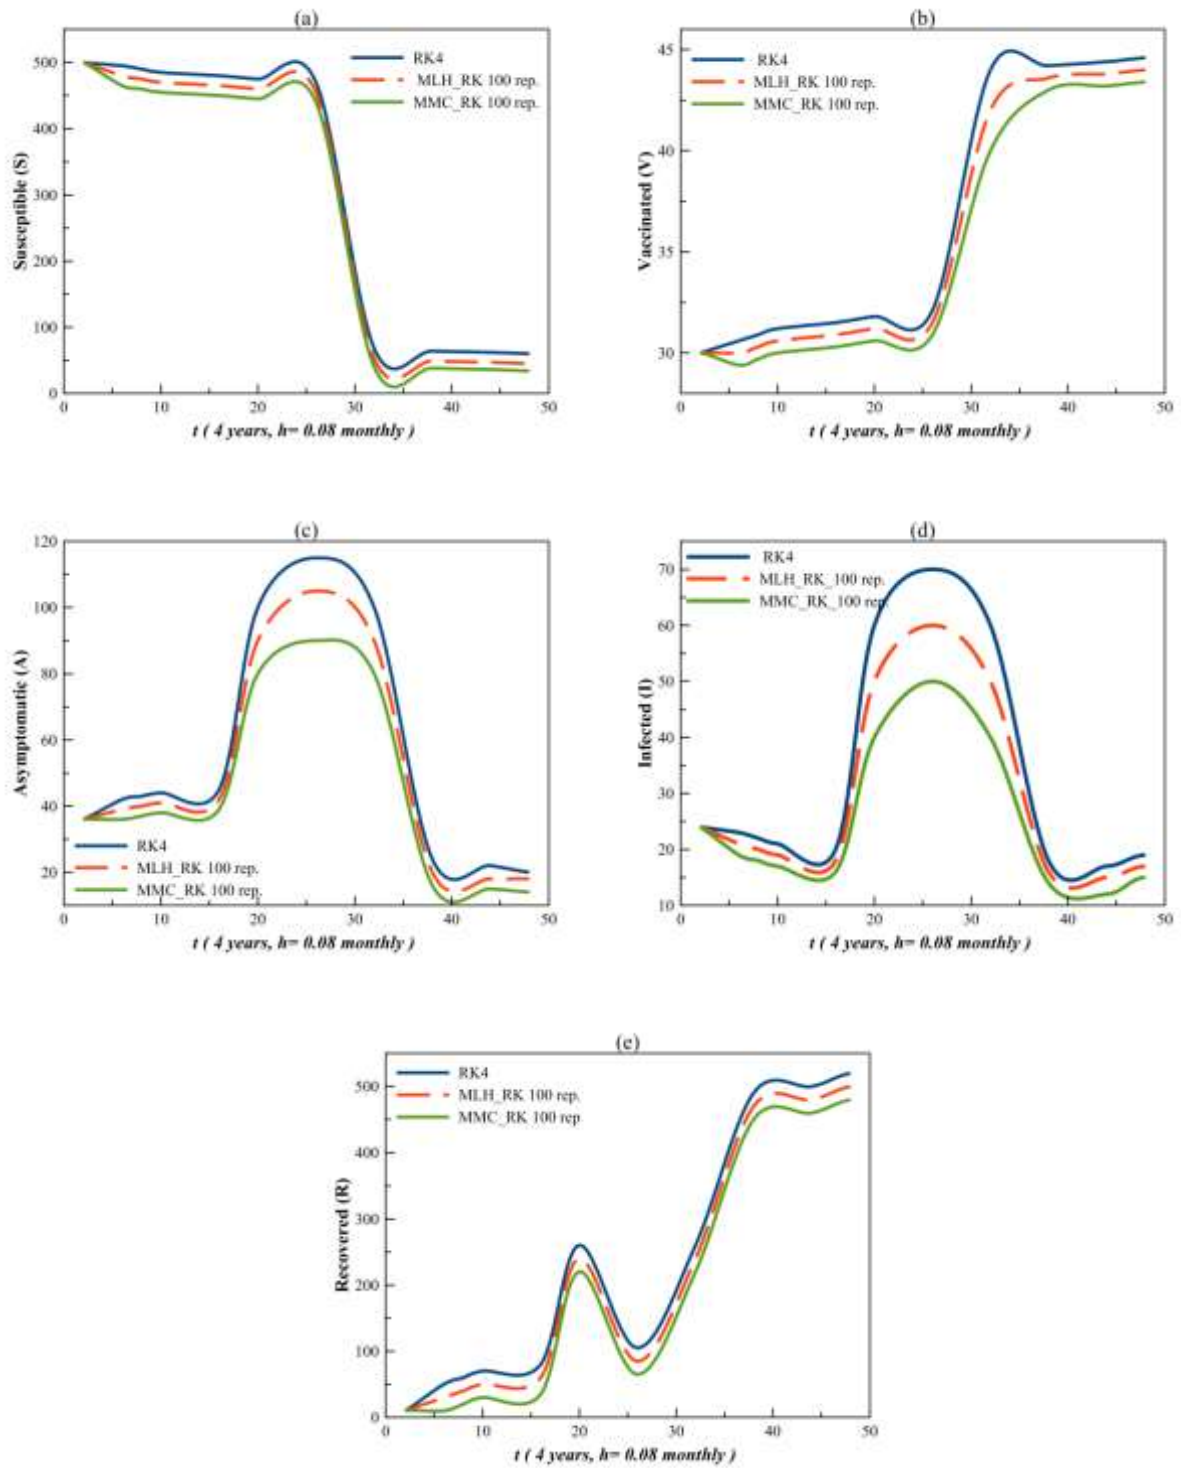 (a)
500
400
300
200
100
0
Susceptible (S)
RK4
MLH_RK 100 rep.
MMC_RK 100 rep.
0 10 20 30 40 50
t ( 4 years, h= 0.08 monthly )
(b)
45
40
35
30
Vaccinated (V)
RK4
MLH_RK 100 rep.
MMC_RK 100 rep.
0 10 20 30 40 50
t ( 4 years, h= 0.08 monthly )
(c)
120
100
80
60
40
20
Asymptomatic (A)
RK4
MLH_RK 100 rep.
MMC_RK 100 rep.
0 10 20 30 40 50
t ( 4 years, h= 0.08 monthly )
(d)
70
60
50
40
30
20
10
Infected (I)
RK4
MLH_RK_100 rep.
MMC_RK_100 rep.
0 10 20 30 40 50
t ( 4 years, h= 0.08 monthly )
(e)
500
400
300
200
100
0
Recovered (R)
RK4
MLH_RK 100 rep.
MMC_RK 100 rep
0 10 20 30 40 50
t ( 4 years, h= 0.08 monthly )